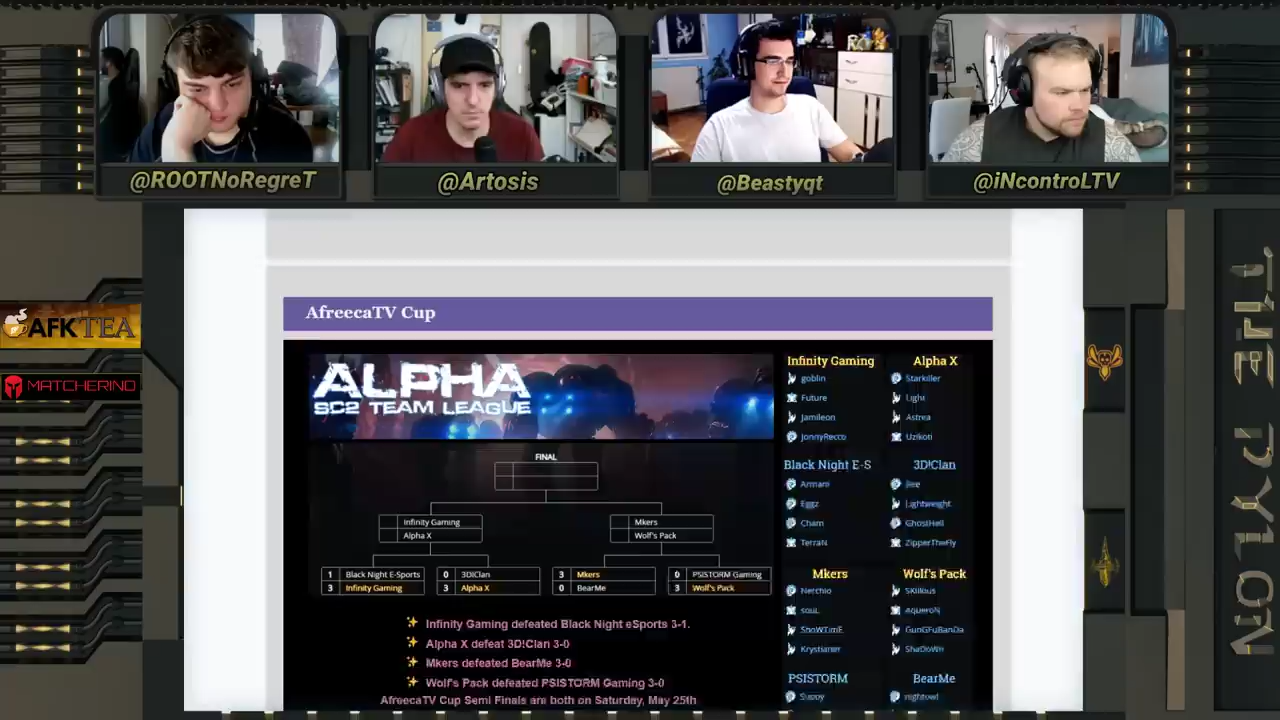 @ROOTNoRegreT
@Artosis
@Beastyqt
@iNcontroLTV
AFKTEA
MATCHERINO
AfreecaTV Cup
ALPHA
SC2 TEAM LEAGUE
FINAL
Infinity Gaming
Alpha X
Mkers
Wolf's Pack
1 Black Night E-Sports
3 Infinity Gaming
0 3D!Clan
3 Alpha X
3 Mkers
0 BearMe
0 PSISTORM Gaming
3 Wolf's Pack
Infinity Gaming defeated Black Night eSports 3-1.
Alpha X defeat 3D!Clan 3-0
Mkers defeated BearMe 3-0
Wolf's Pack defeated PSISTORM Gaming 3-0
AfreecaTV Cup Semi Finals are both on Saturday, May 25th
Infinity Gaming
goblin
Future
Jamileon
JonnyRecco
Alpha X
Starkiller
Light
Astrea
Uzikoti
Black Night E-S
Armani
Eggz
Cham
TerraN
3D!Clan
Lightweight
GhostHell
ZipperTheFly
Mkers
Nerchio
souL
ShoWTimE
Krystianer
Wolf's Pack
SKillous
aqueroN
GunGFuBanDa
ShaDoWn
PSISTORM
BearMe
nightowl